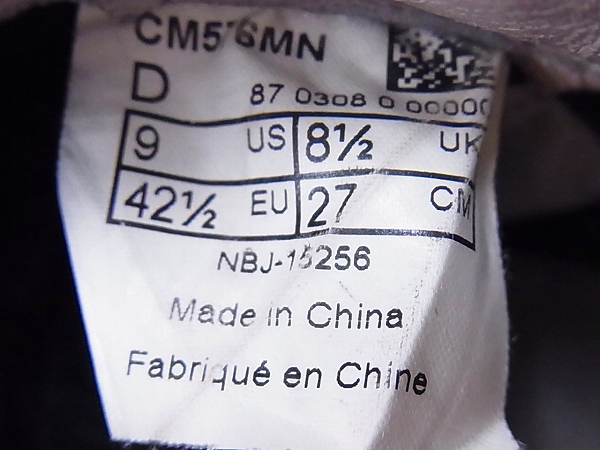 CM576MN
D
87 0308 0 00000
9 US 8½ UK
42½ EU 27 CM
NBJ-15256
Made in China
Fabriqué en Chine